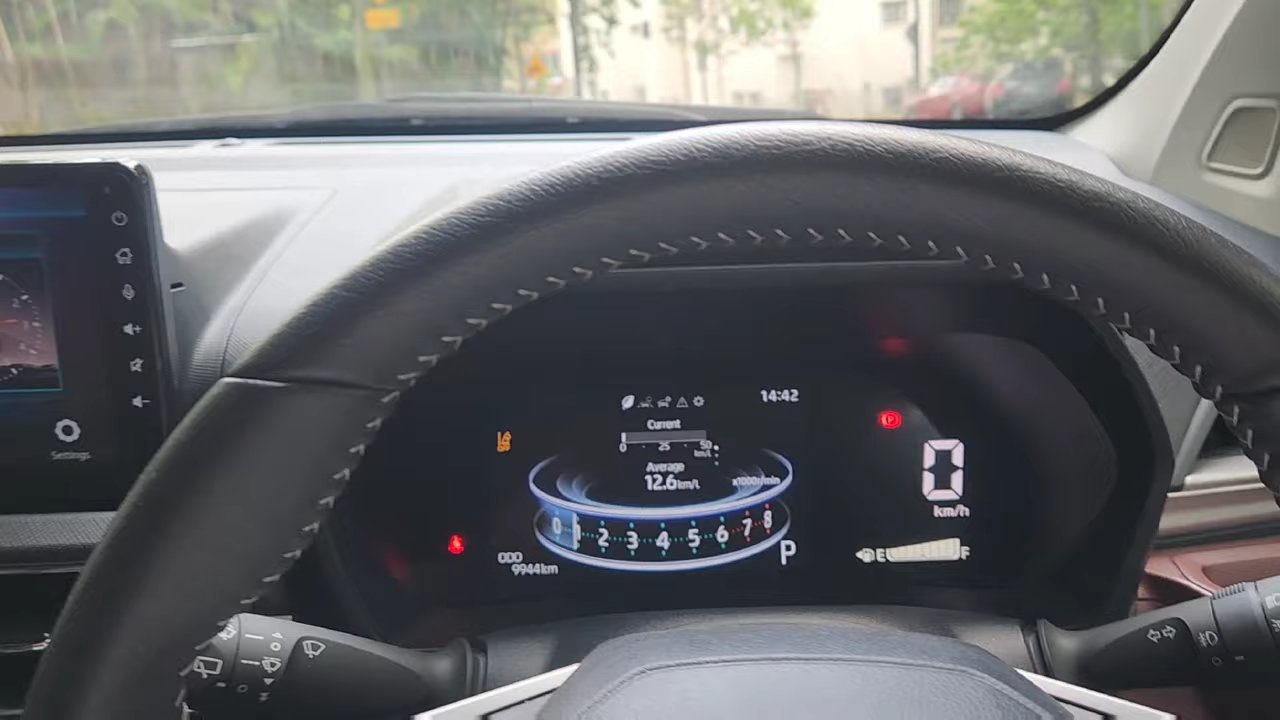 14:42
Current
0 25 50
km/L
Average
12.6km/L
x1000r/min
0 1 2 3 4 5 6 7 8
P
ODO
9944km
P
0
km/h
E F
Settings